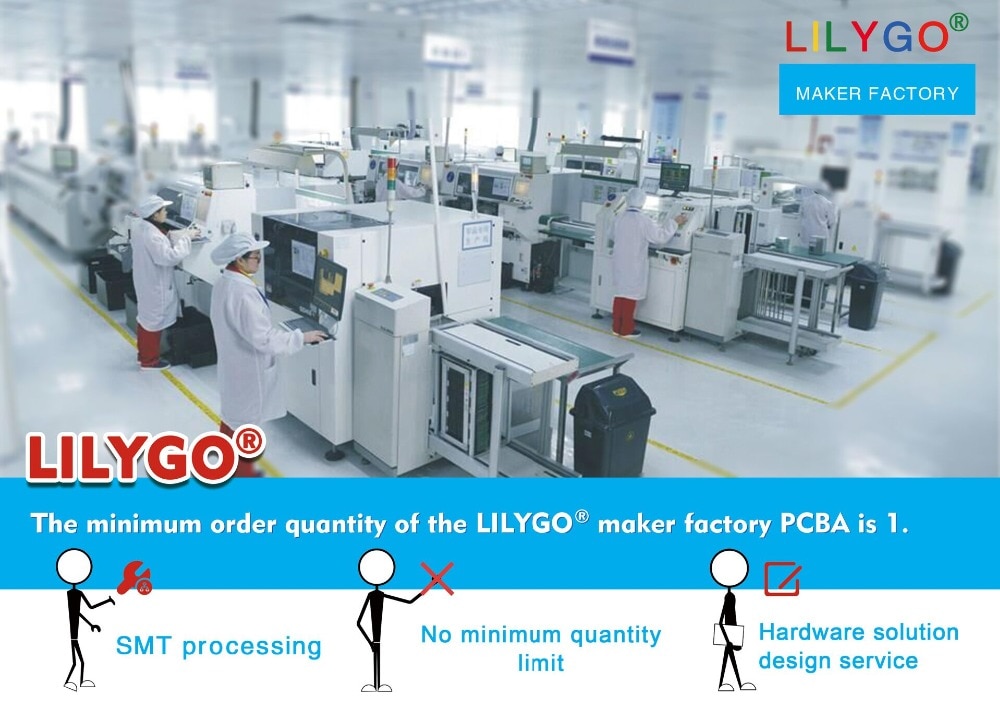 LILYGO®
MAKER FACTORY
LILYGO®
The minimum order quantity of the LILYGO® maker factory PCBA is 1.
SMT processing
No minimum quantity
limit
Hardware solution
design service